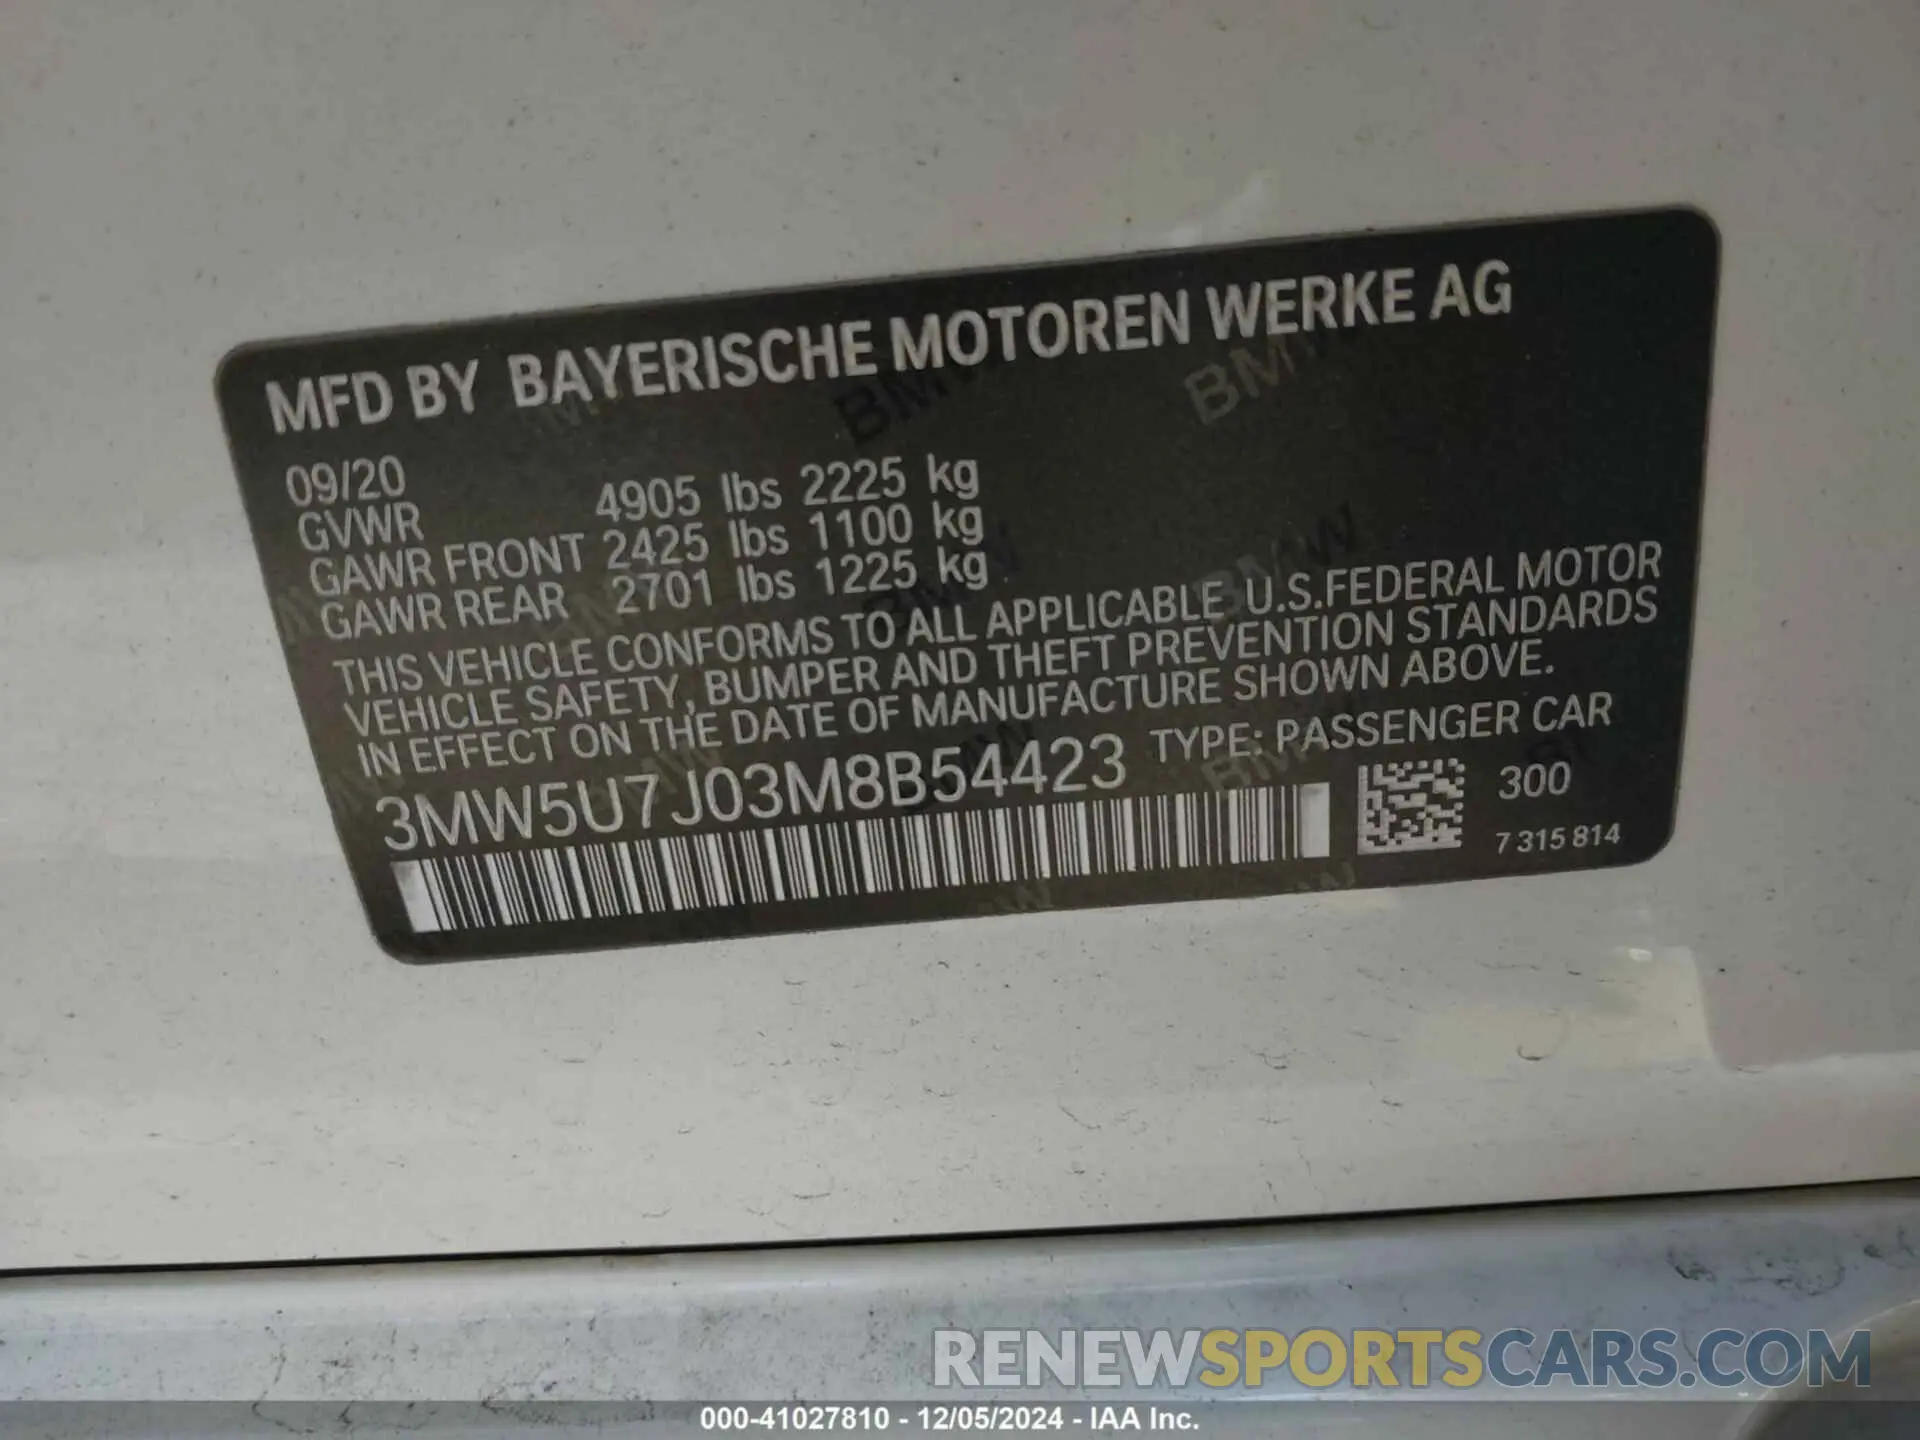 MFD BY BAYERISCHE MOTOREN WERKE AG
09/20
GVWR 4905 lbs 2225 kg
GAWR FRONT 2425 lbs 1100 kg
GAWR REAR 2701 lbs 1225 kg
THIS VEHICLE CONFORMS TO ALL APPLICABLE U.S.FEDERAL MOTOR
VEHICLE SAFETY, BUMPER AND THEFT PREVENTION STANDARDS
IN EFFECT ON THE DATE OF MANUFACTURE SHOWN ABOVE.
3MW5U7J03M8B54423 TYPE: PASSENGER CAR
300
7 315 814
RENEWSPORTSCARS.COM
000-41027810 - 12/05/2024 - IAA Inc.